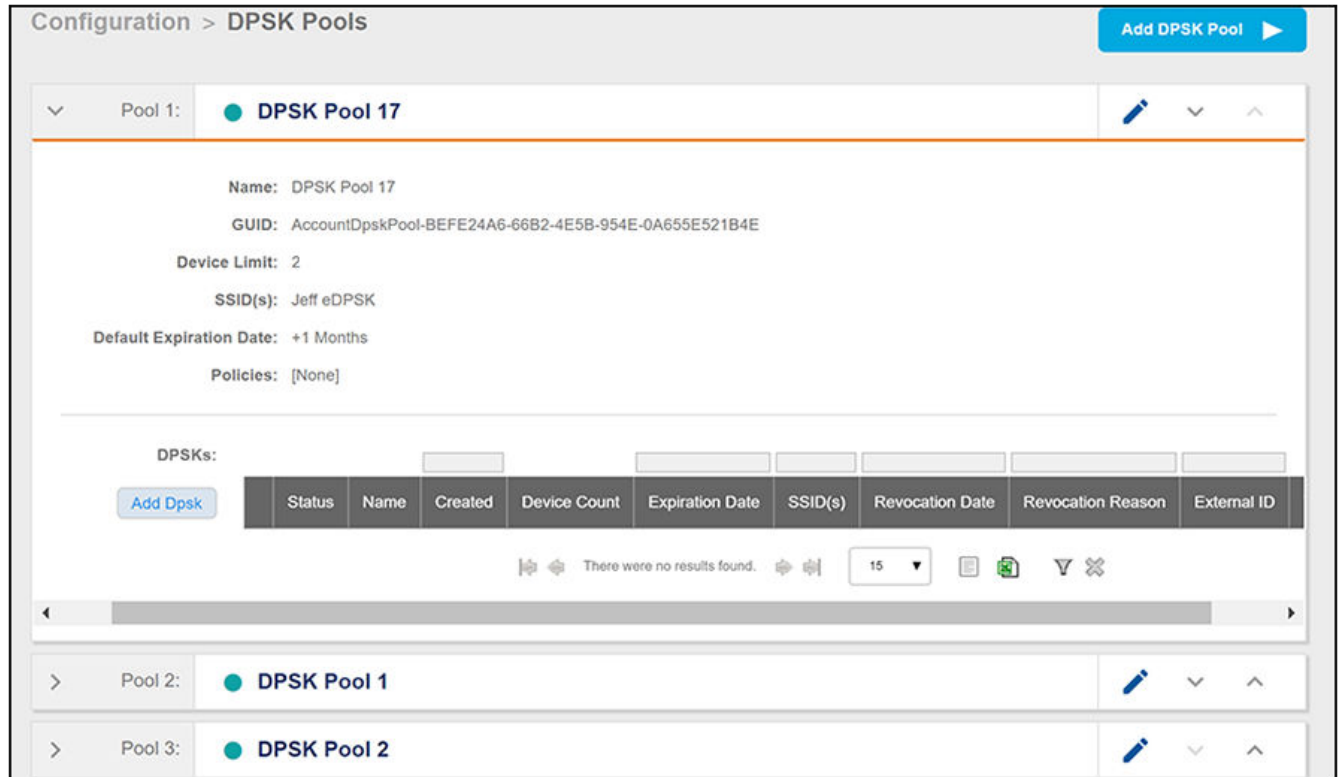 Configuration > DPSK Pools
Add DPSK Pool
Pool 1: DPSK Pool 17
Name: DPSK Pool 17
GUID: AccountDpskPool-BEFE24A6-66B2-4E5B-954E-0A655E521B4E
Device Limit: 2
SSID(s): Jeff eDPSK
Default Expiration Date: +1 Months
Policies: [None]
DPSKs:
Add Dpsk
Status Name Created Device Count Expiration Date SSID(s) Revocation Date Revocation Reason External ID
There were no results found. 15
Pool 2: DPSK Pool 1
Pool 3: DPSK Pool 2